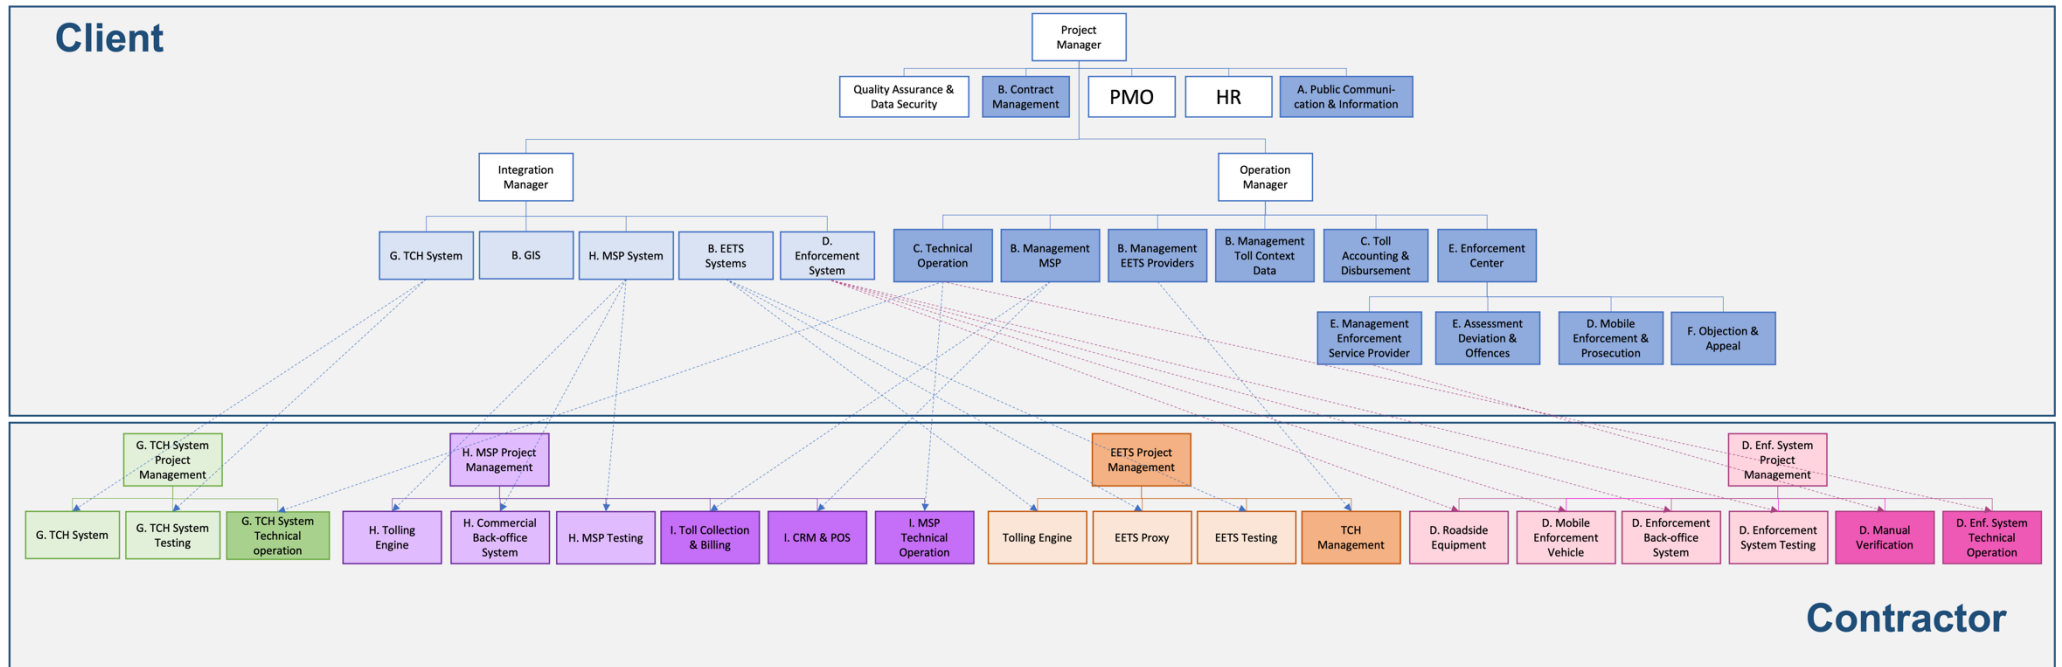 Client
Project
Manager
Quality Assurance &
Data Security
B. Contract
Management
PMO
HR
A. Public Communi-
cation & Information
Integration
Manager
Operation
Manager
G. TCH System
B. GIS
H. MSP System
B. EETS
Systems
D.
Enforcement
System
C. Technical
Operation
B. Management
MSP
B. Management
EETS Providers
B. Management
Toll Context
Data
C. Toll
Accounting &
Disbursement
E. Enforcement
Center
E. Management
Enforcement
Service Provider
E. Assessment
Deviation &
Offences
D. Mobile
Enforcement &
Prosecution
F. Objection &
Appeal
G. TCH System
Project
Management
H. MSP Project
Management
EETS Project
Management
D. Enf. System
Project
Management
G. TCH System
G. TCH System
Testing
G. TCH System
Technical
operation
H. Tolling
Engine
H. Commercial
Back-office
System
H. MSP Testing
I. Toll Collection
& Billing
I. CRM & POS
I. MSP
Technical
Operation
Tolling Engine
EETS Proxy
EETS Testing
TCH
Management
D. Roadside
Equipment
D. Mobile
Enforcement
Vehicle
D. Enforcement
Back-office
System
D. Enforcement
System Testing
D. Manual
Verification
D. Enf. System
Technical
Operation
Contractor